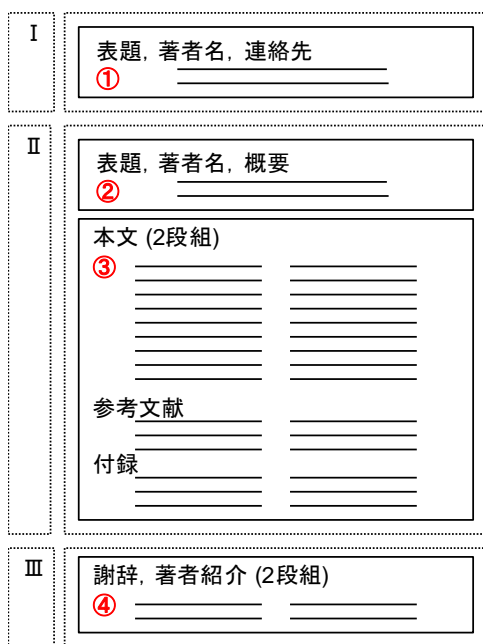 Ⅰ
表題, 著者名, 連絡先
①
Ⅱ
表題, 著者名, 概要
②
本文 (2段組)
③
参考文献
付録
Ⅲ
謝辞, 著者紹介 (2段組)
④